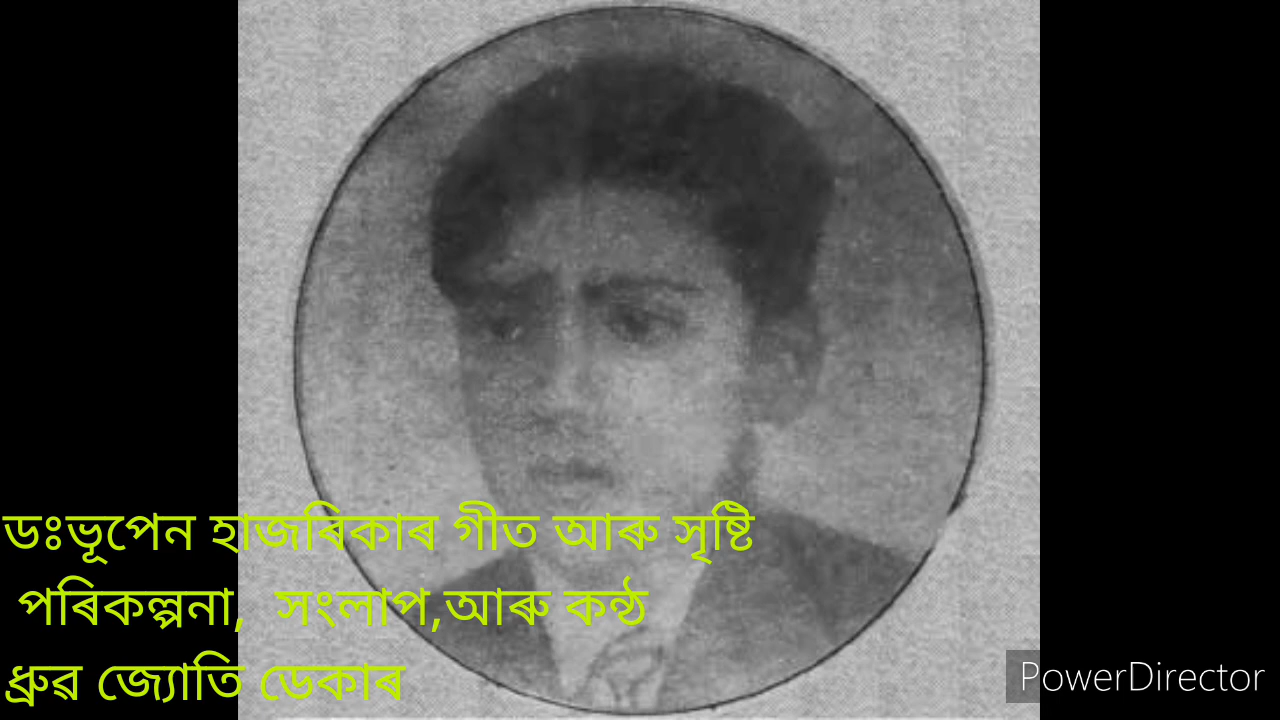 ডঃভূপেন হাজৰিকাৰ গীত আৰু সৃষ্টি
পৰিকল্পনা, সংলাপ,আৰু কন্ঠ
ধ্ৰুৱ জ্যোতি ডেকাৰ
PowerDirector